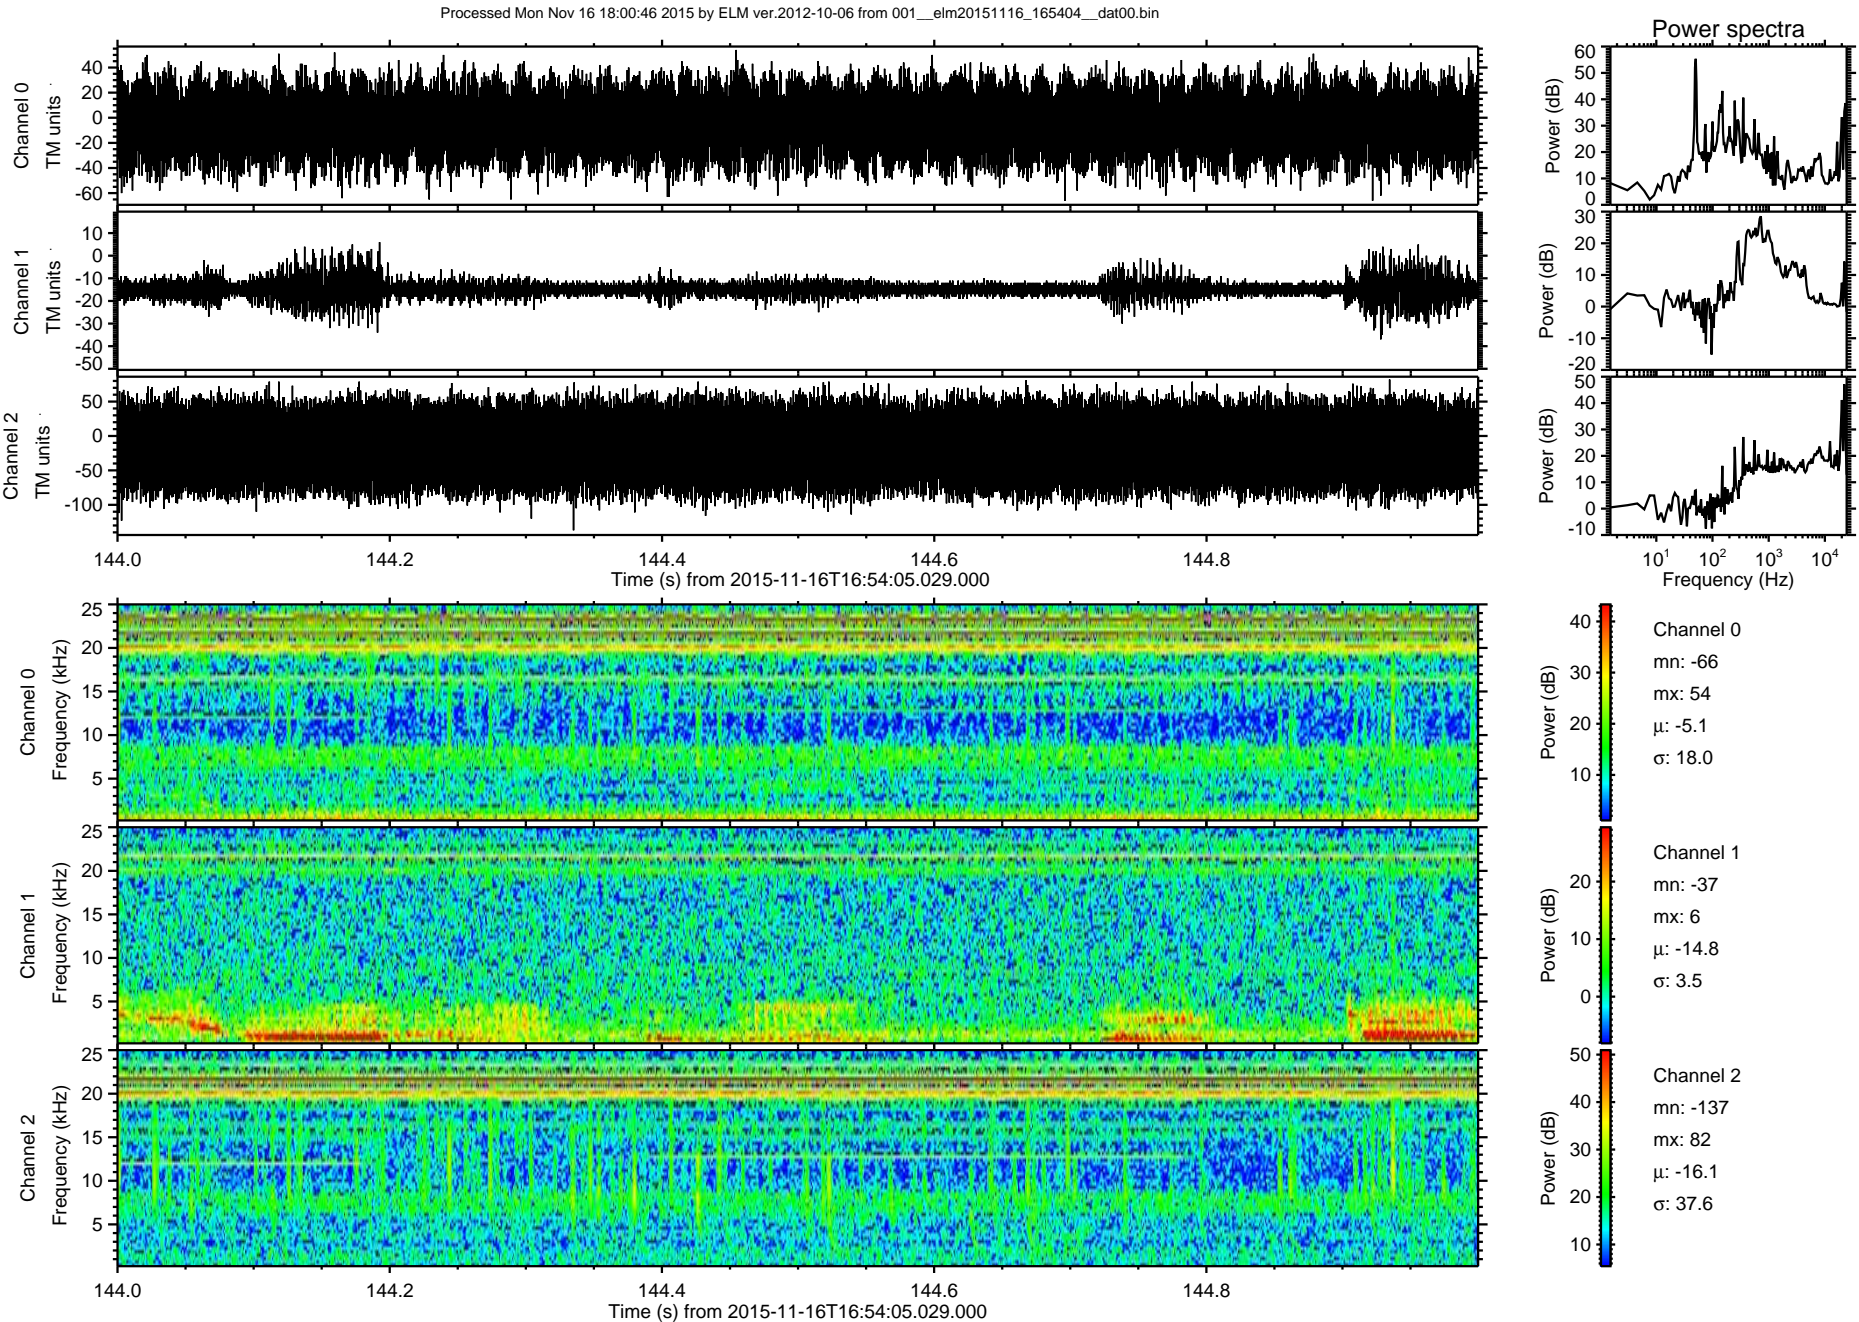 Processed Mon Nov 16 18:00:46 2015 by ELM ver.2012-10-06 from 001__elm20151116_165404__dat00.bin
Power spectra
Channel 0
TM units
40
20
0
-20
-40
-60
Power (dB)
60
50
40
30
20
10
0
Channel 1
TM units
10
0
-10
-20
-30
-40
-50
Power (dB)
30
20
10
0
-10
-20
Channel 2
TM units
50
0
-50
-100
Power (dB)
50
40
30
20
10
0
-10
144.0 144.2 144.4 144.6 144.8
Time (s) from 2015-11-16T16:54:05.029.000
10¹ 10² 10³ 10⁴
Frequency (Hz)
Channel 0
Frequency (kHz)
25
20
15
10
5
Power (dB)
40
30
20
10
Channel 0
mn: -66
mx: 54
µ: -5.1
σ: 18.0
Channel 1
Frequency (kHz)
25
20
15
10
5
Power (dB)
20
10
0
Channel 1
mn: -37
mx: 6
µ: -14.8
σ: 3.5
Channel 2
Frequency (kHz)
25
20
15
10
5
Power (dB)
50
40
30
20
10
Channel 2
mn: -137
mx: 82
µ: -16.1
σ: 37.6
144.0 144.2 144.4 144.6 144.8
Time (s) from 2015-11-16T16:54:05.029.000